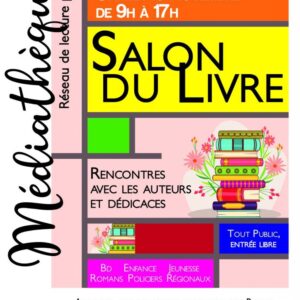 Médiathèqu
Réseau de lecture
DE 9H À 17H
SALON
DU LIVRE
RENCONTRES
AVEC LES AUTEURS
ET DÉDICACES
TOUT PUBLIC,
ENTRÉE LIBRE
BD ENFANCE JEUNESSE
ROMANS POLICIERS RÉGIONAUX